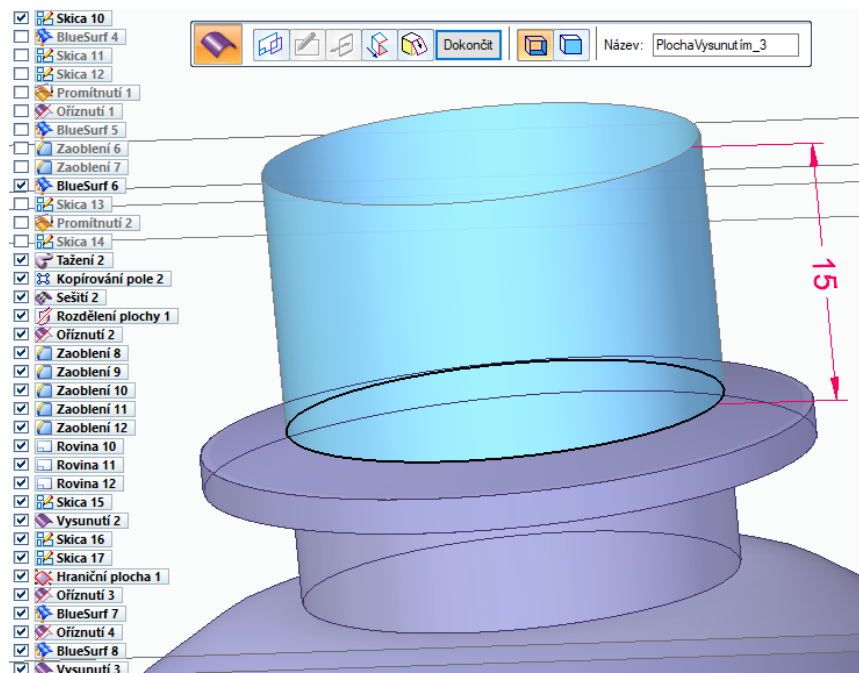 Skica 10
BlueSurf 4
Skica 11
Skica 12
Promítnutí 1
Oříznutí 1
BlueSurf 5
Zaoblení 6
Zaoblení 7
BlueSurf 6
Skica 13
Promítnutí 2
Skica 14
Tažení 2
Kopírování pole 2
Sešití 2
Rozdělení plochy 1
Oříznutí 2
Zaoblení 8
Zaoblení 9
Zaoblení 10
Zaoblení 11
Zaoblení 12
Rovina 10
Rovina 11
Rovina 12
Skica 15
Vysunutí 2
Skica 16
Skica 17
Hraniční plocha 1
Oříznutí 3
BlueSurf 7
Oříznutí 4
BlueSurf 8
Vysunutí 3
Dokončit Název: PlochaVysunutím_3
15